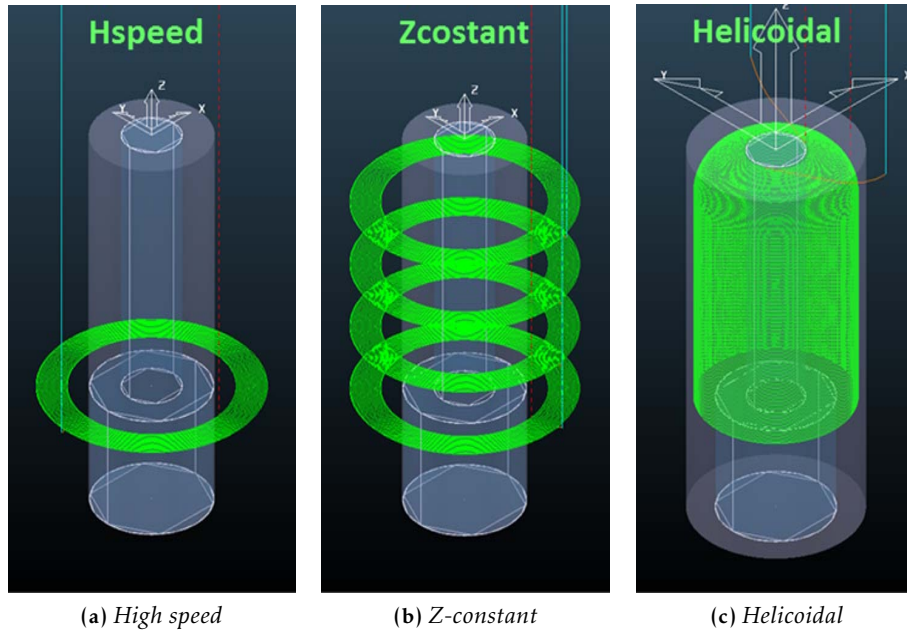 Hspeed
Zcostant
Helicoidal
Z
Y
X
Z
Y
X
Z
Y
X
(a) High speed
(b) Z-constant
(c) Helicoidal